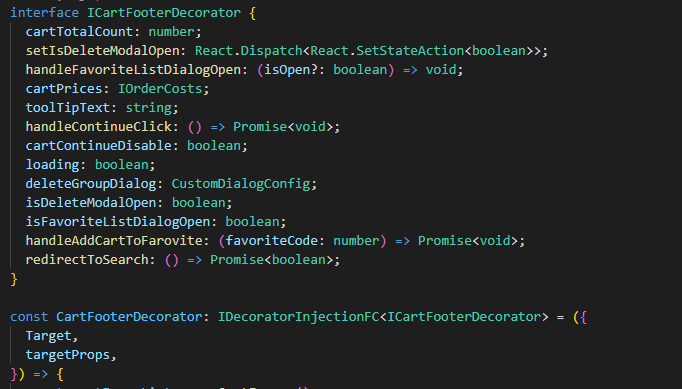 interface ICartFooterDecorator {
cartTotalCount: number;
setIsDeleteModalOpen: React.Dispatch<React.SetStateAction<boolean>>;
handleFavoriteListDialogOpen: (isOpen?: boolean) => void;
cartPrices: IOrderCosts;
toolTipText: string;
handleContinueClick: () => Promise<void>;
cartContinueDisable: boolean;
loading: boolean;
deleteGroupDialog: CustomDialogConfig;
isDeleteModalOpen: boolean;
isFavoriteListDialogOpen: boolean;
handleAddCartToFarovite: (favoriteCode: number) => Promise<void>;
redirectToSearch: () => Promise<boolean>;
}
const CartFooterDecorator: IDecoratorInjectionFC<ICartFooterDecorator> = ({
Target,
targetProps,
}) => {